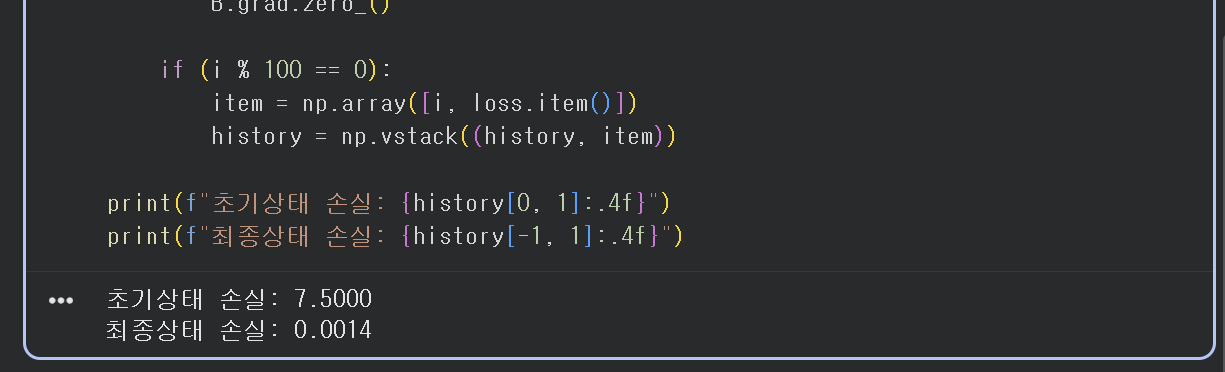 B.grad.zero_()
if (i % 100 == 0):
item = np.array([i, loss.item()])
history = np.vstack((history, item))
print(f"초기상태 손실: {history[0, 1]:.4f}")
print(f"최종상태 손실: {history[-1, 1]:.4f}")
초기상태 손실: 7.5000
최종상태 손실: 0.0014